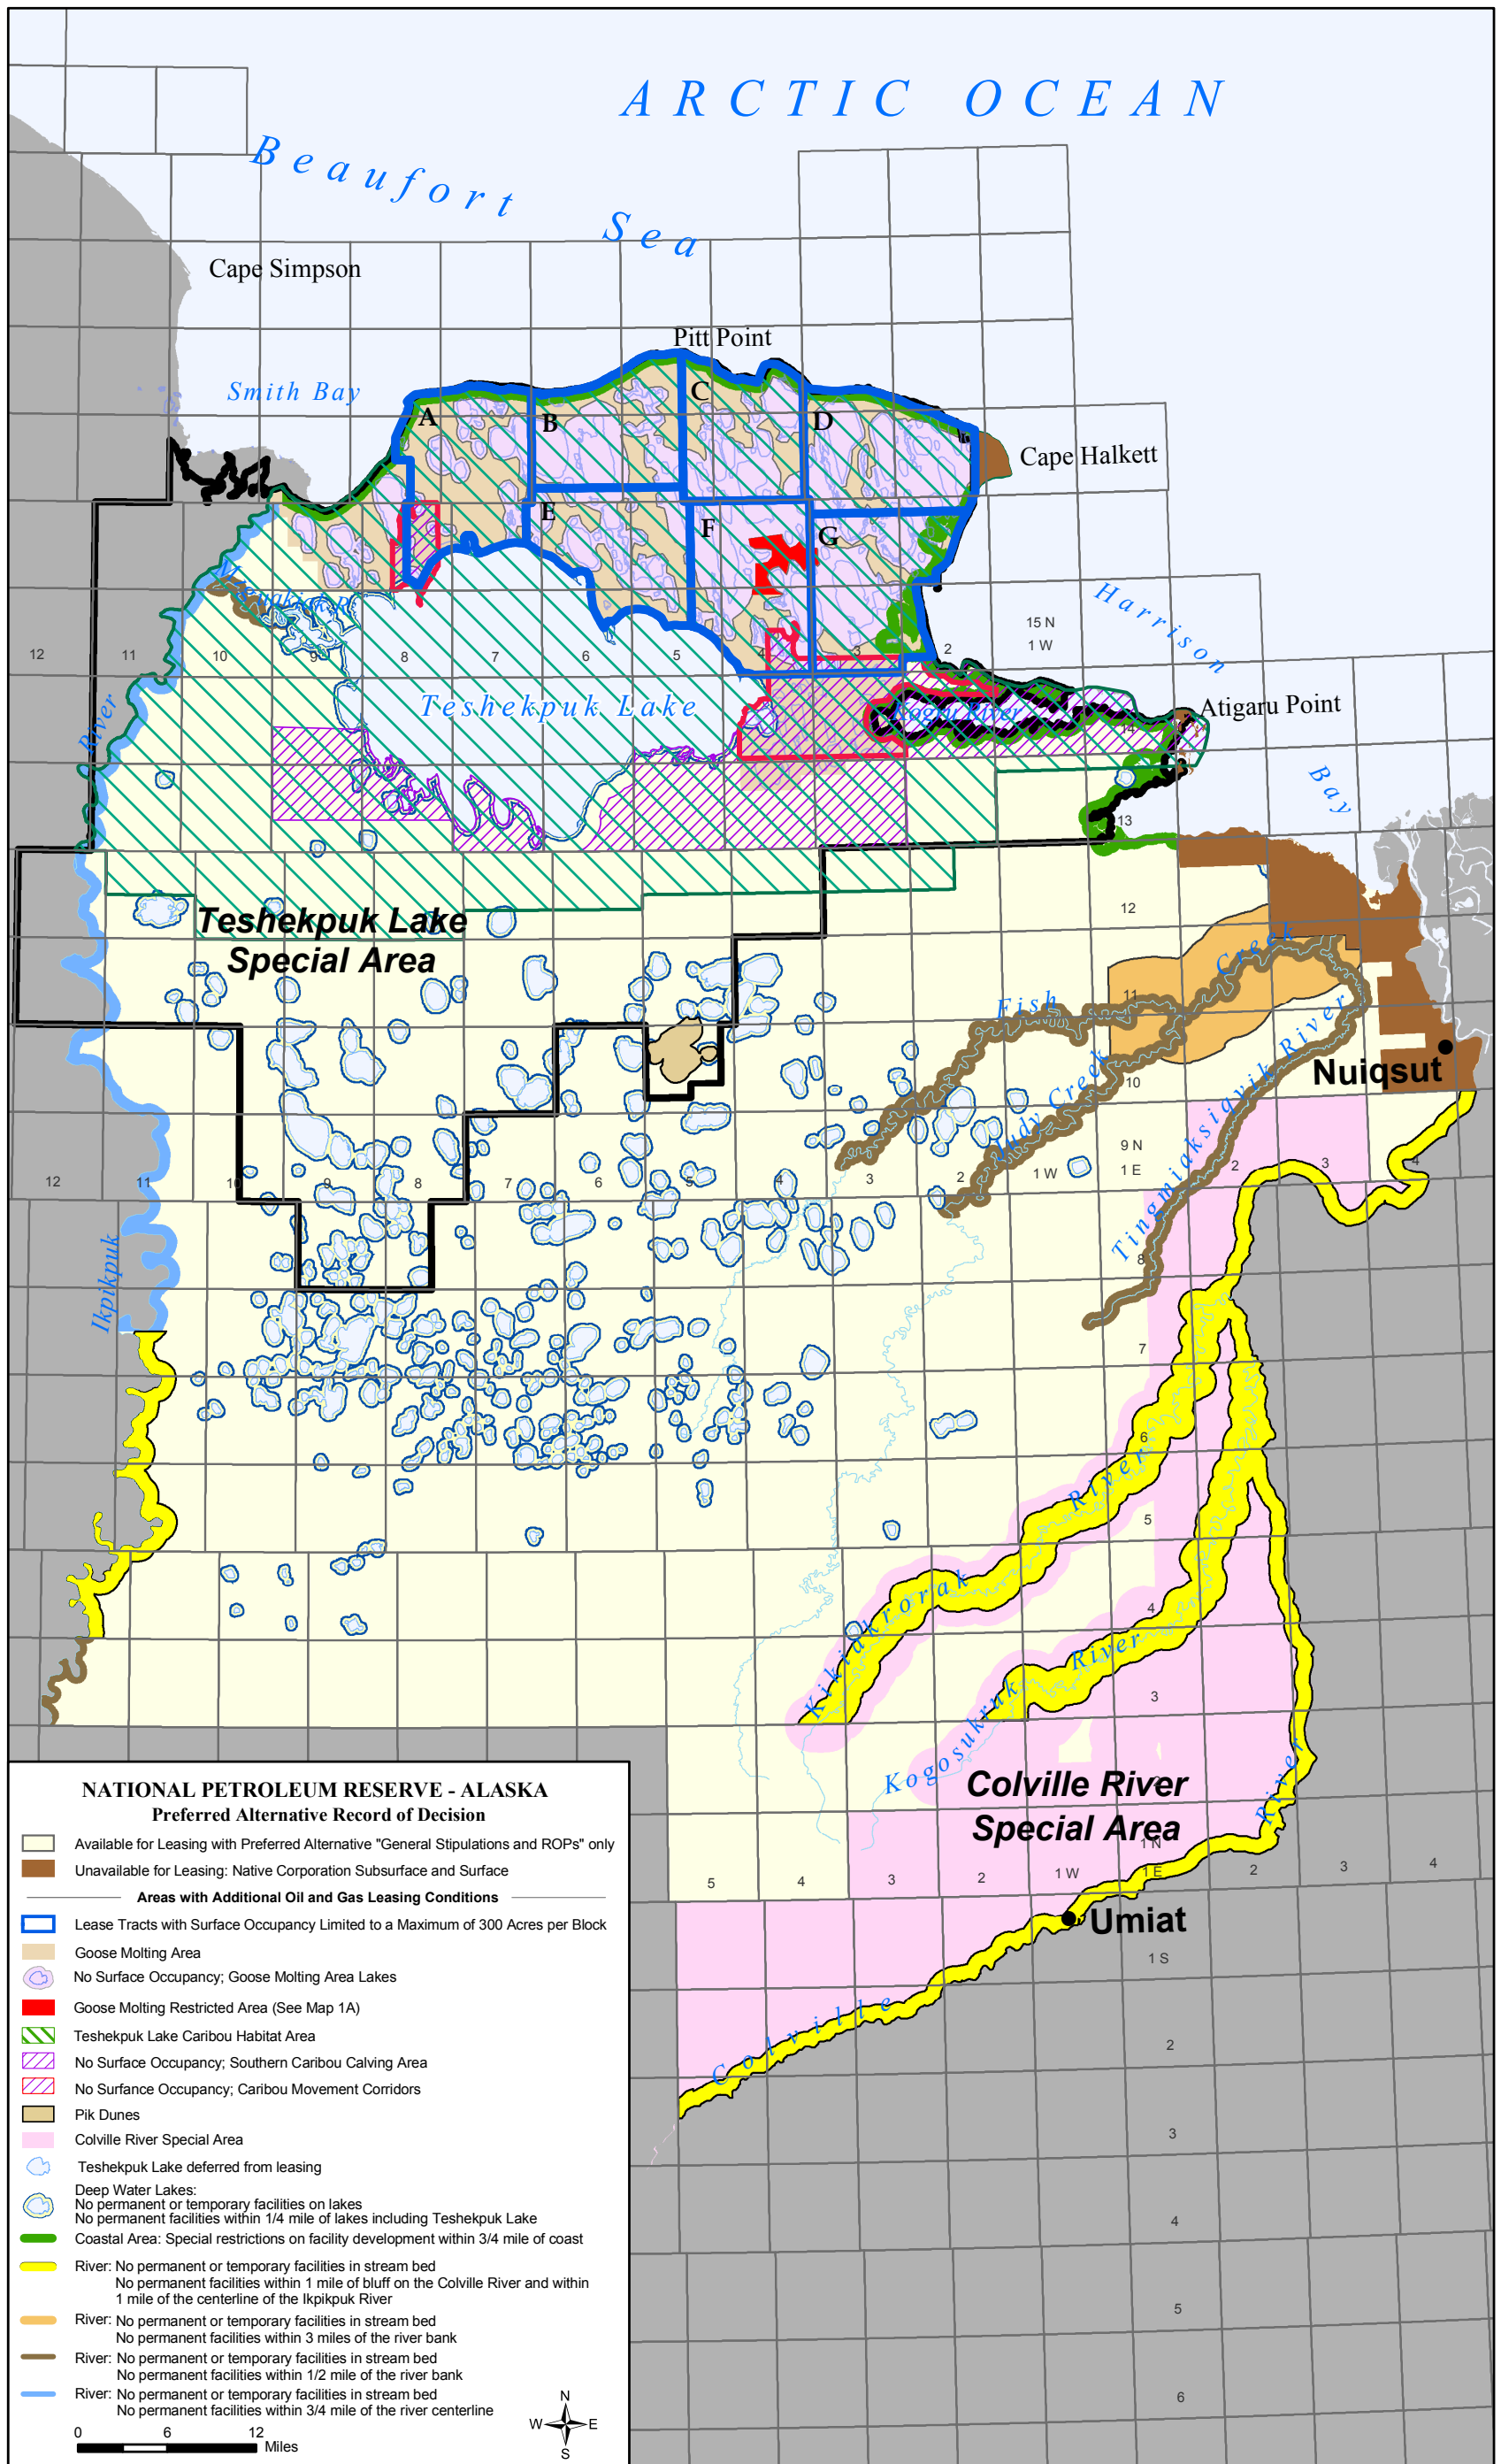 ARCTIC OCEAN
Beaufort Sea
Cape Simpson
Pitt Point
Smith Bay
A
B
C
D
Cape Halkett
E
F
G
Harrison Bay
15 N
1 W
12
11
10
9
8
7
6
5
4
3
2
Teshekpuk Lake
Kogru River
14
Atigaru Point
River
13
12
Teshekpuk Lake
Special Area
Fish Creek
11
Judy Creek
10
Tingmiaksiqvik River
Nuiqsut
9 N
1 E
12
11
10
9
8
7
6
5
4
3
2
1 W
2
3
4
8
Ikpikpuk
7
6
5
4
3
2
Kikiakrorak River
Kogosukruk River
Colville River
Special Area
1 N
5
4
3
2
1 W
1 E
2
3
4
Umiat
Colville River
1 S
2
3
4
5
6
NATIONAL PETROLEUM RESERVE - ALASKA
Preferred Alternative Record of Decision
Available for Leasing with Preferred Alternative "General Stipulations and ROPs" only
Unavailable for Leasing: Native Corporation Subsurface and Surface
Areas with Additional Oil and Gas Leasing Conditions
Lease Tracts with Surface Occupancy Limited to a Maximum of 300 Acres per Block
Goose Molting Area
No Surface Occupancy; Goose Molting Area Lakes
Goose Molting Restricted Area (See Map 1A)
Teshekpuk Lake Caribou Habitat Area
No Surface Occupancy; Southern Caribou Calving Area
No Surfance Occupancy; Caribou Movement Corridors
Pik Dunes
Colville River Special Area
Teshekpuk Lake deferred from leasing
Deep Water Lakes:
No permanent or temporary facilities on lakes
No permanent facilities within 1/4 mile of lakes including Teshekpuk Lake
Coastal Area: Special restrictions on facility development within 3/4 mile of coast
River: No permanent or temporary facilities in stream bed
No permanent facilities within 1 mile of bluff on the Colville River and within
1 mile of the centerline of the Ikpikpuk River
River: No permanent or temporary facilities in stream bed
No permanent facilities within 3 miles of the river bank
River: No permanent or temporary facilities in stream bed
No permanent facilities within 1/2 mile of the river bank
River: No permanent or temporary facilities in stream bed
No permanent facilities within 3/4 mile of the river centerline
0 6 12
Miles
N
W E
S